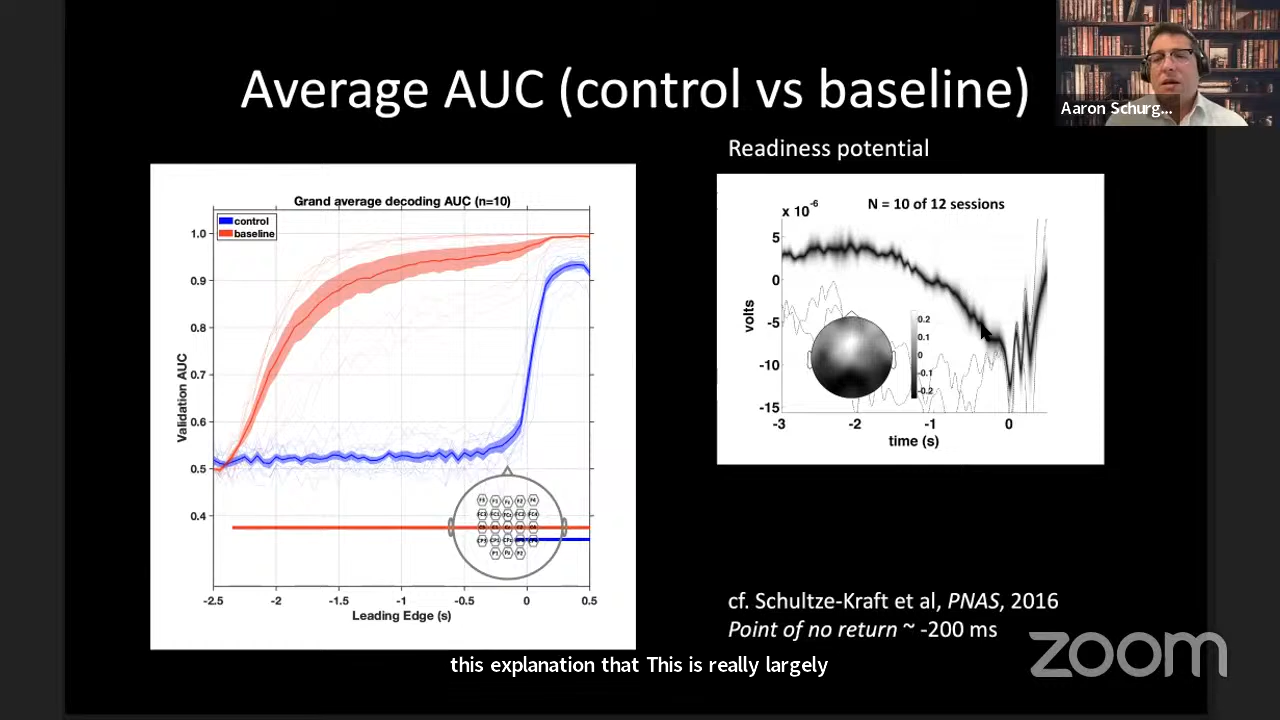 Average AUC (control vs baseline)
Aaron Schurg...
Readiness potential
Grand average decoding AUC (n=10)
control
baseline
1.0
0.9
0.8
0.7
0.6
0.5
0.4
Validation AUC
-2.5
-2
-1.5
-1
-0.5
0
0.5
Leading Edge (s)
x 10-6
N = 10 of 12 sessions
5
0
-5
-10
-15
volts
0.2
0.1
0
-0.1
-0.2
-3
-2
-1
0
time (s)
cf. Schultze-Kraft et al, PNAS, 2016
Point of no return ~ -200 ms
zoom
this explanation that This is really largely